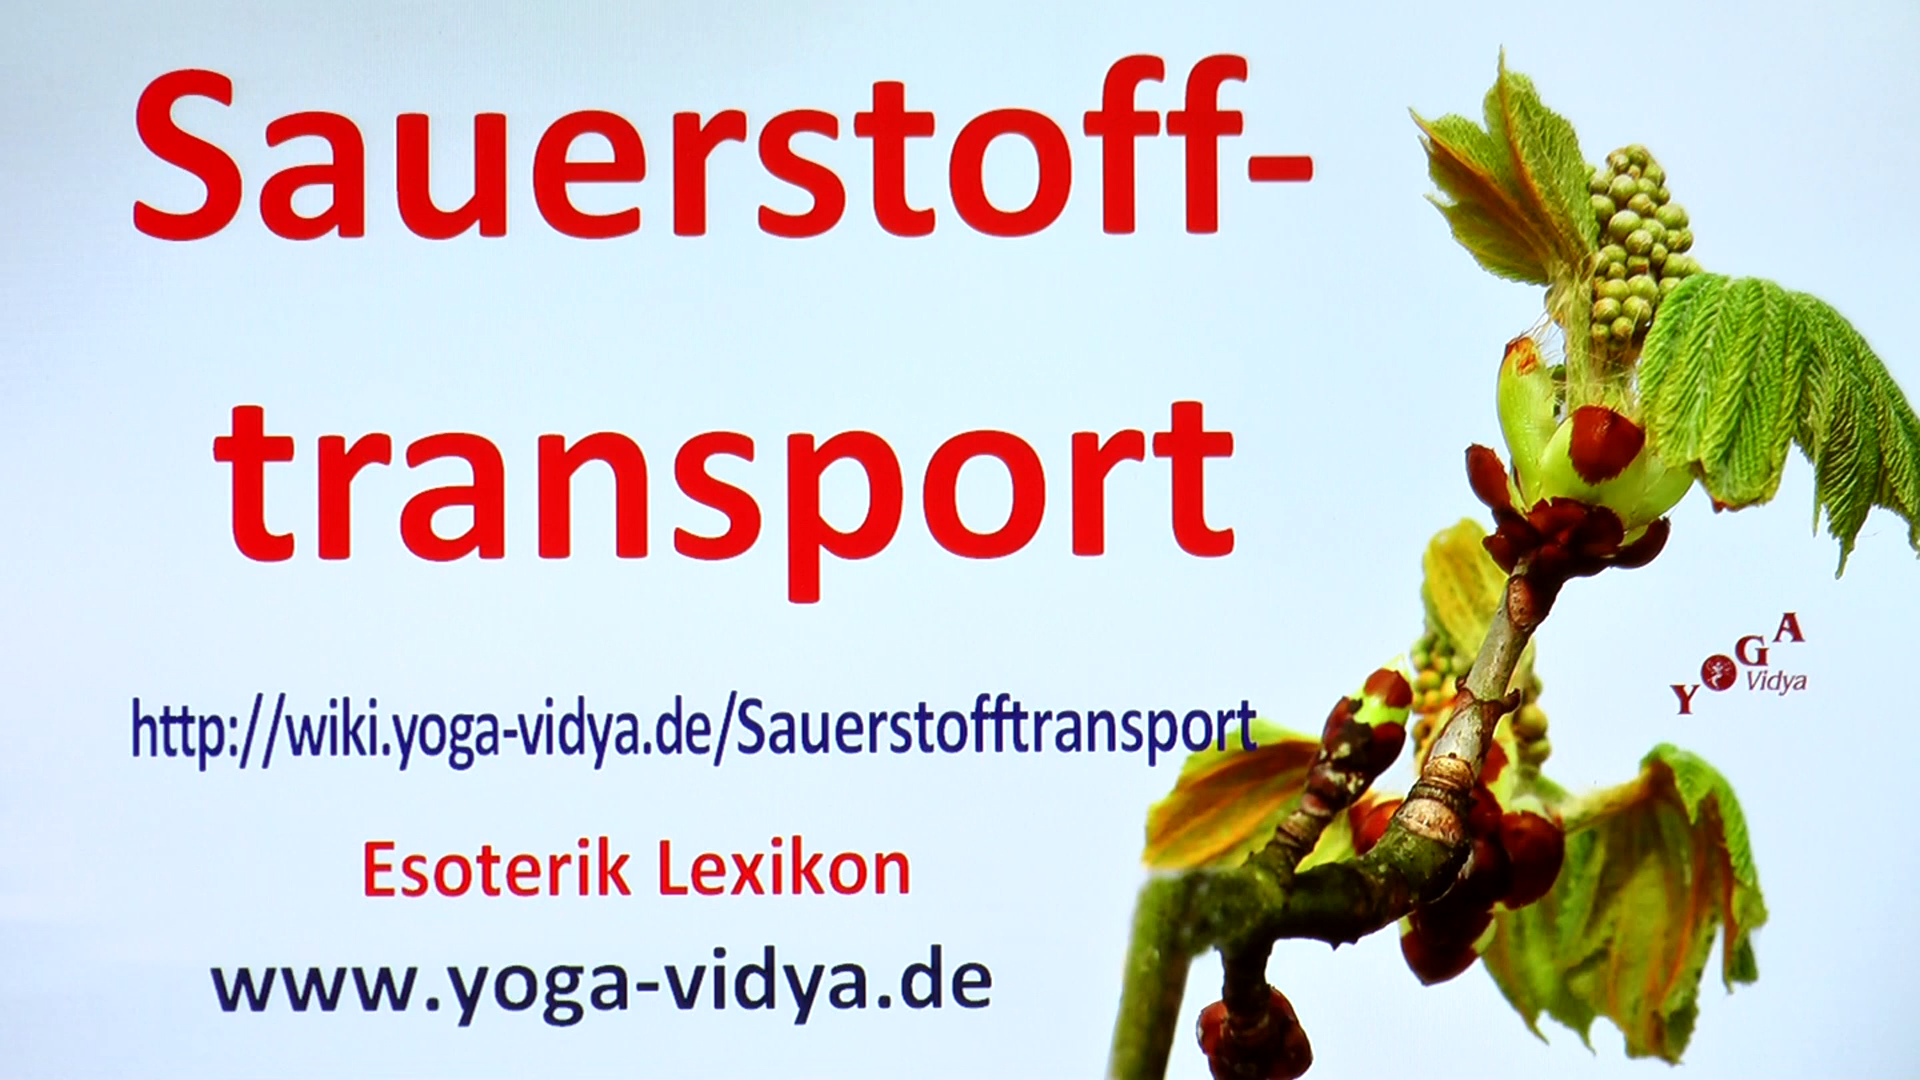 Sauerstoff-
transport
http://wiki.yoga-vidya.de/Sauerstofftransport
Esoterik Lexikon
www.yoga-vidya.de
YOGA
Vidya